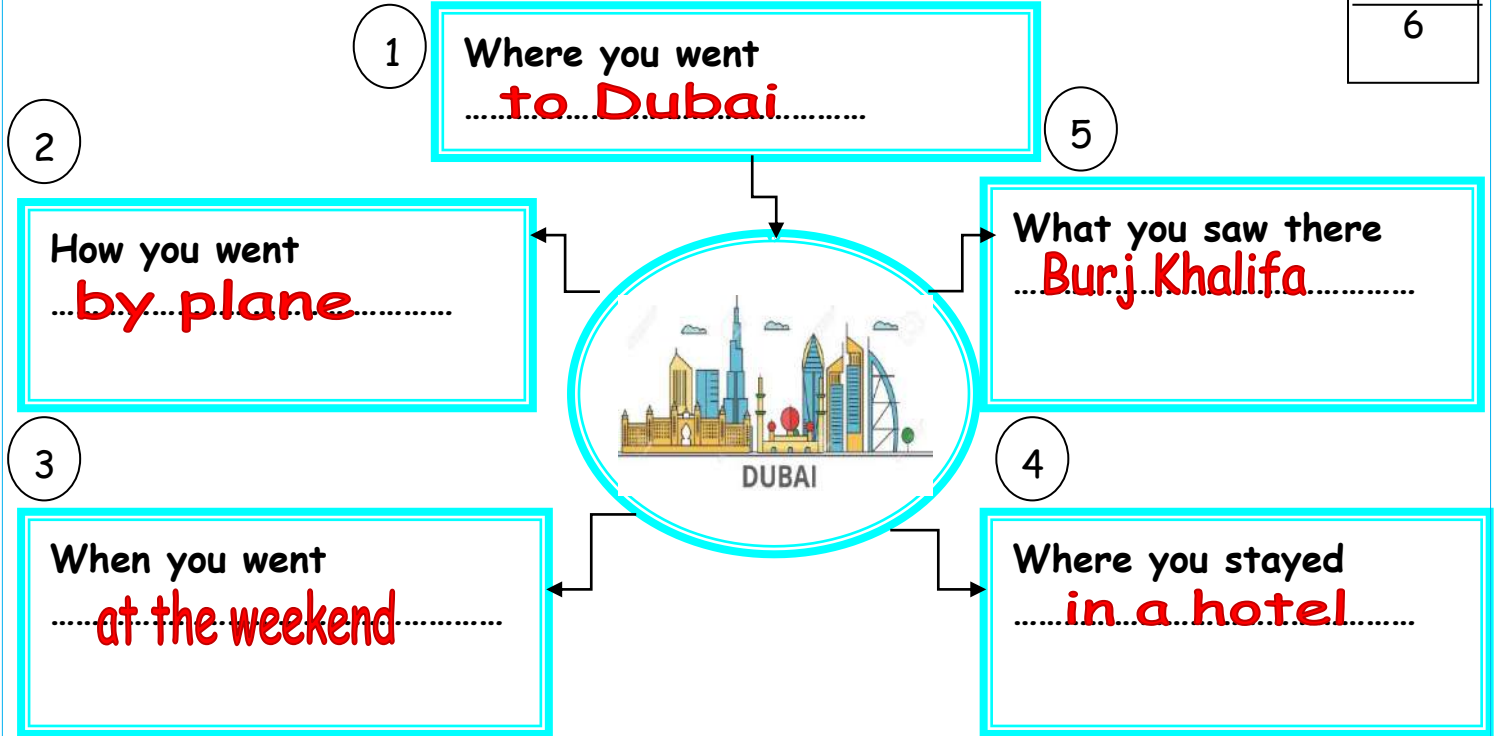 1
Where you went
................to Dubai................
6
2
How you went
...by plane...................
5
What you saw there
...Burj Khalifa...............
DUBAI
3
When you went
......at the weekend............
4
Where you stayed
......in a hotel............